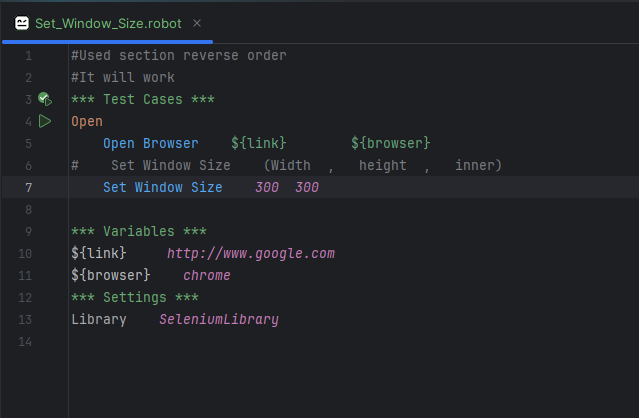 Set_Window_Size.robot ×
1 #Used section reverse order
2 #It will work
3 *** Test Cases ***
4 Open
5     Open Browser    ${link}        ${browser}
6 #    Set Window Size    (Width  ,   height  ,   inner)
7     Set Window Size    300  300
8
9 *** Variables ***
10 ${link}     http://www.google.com
11 ${browser}    chrome
12 *** Settings ***
13 Library    SeleniumLibrary
14